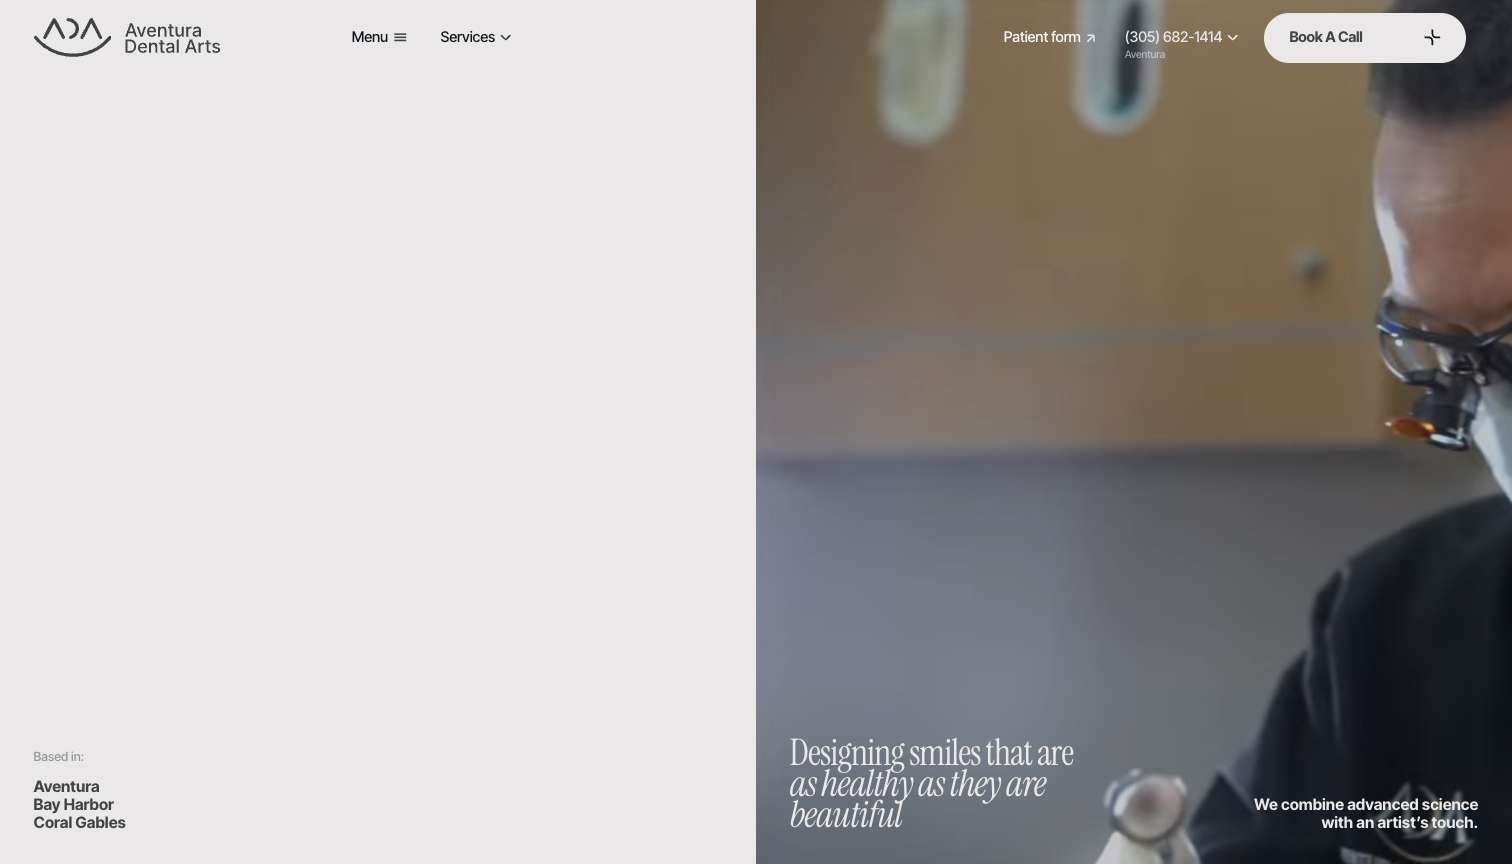 Aventura
Dental Arts
Menu
Services
Patient form
(305) 682-1414
Aventura
Book A Call
Based in:
Aventura
Bay Harbor
Coral Gables
Designing smiles that are
as healthy as they are
beautiful
We combine advanced science
with an artist’s touch.